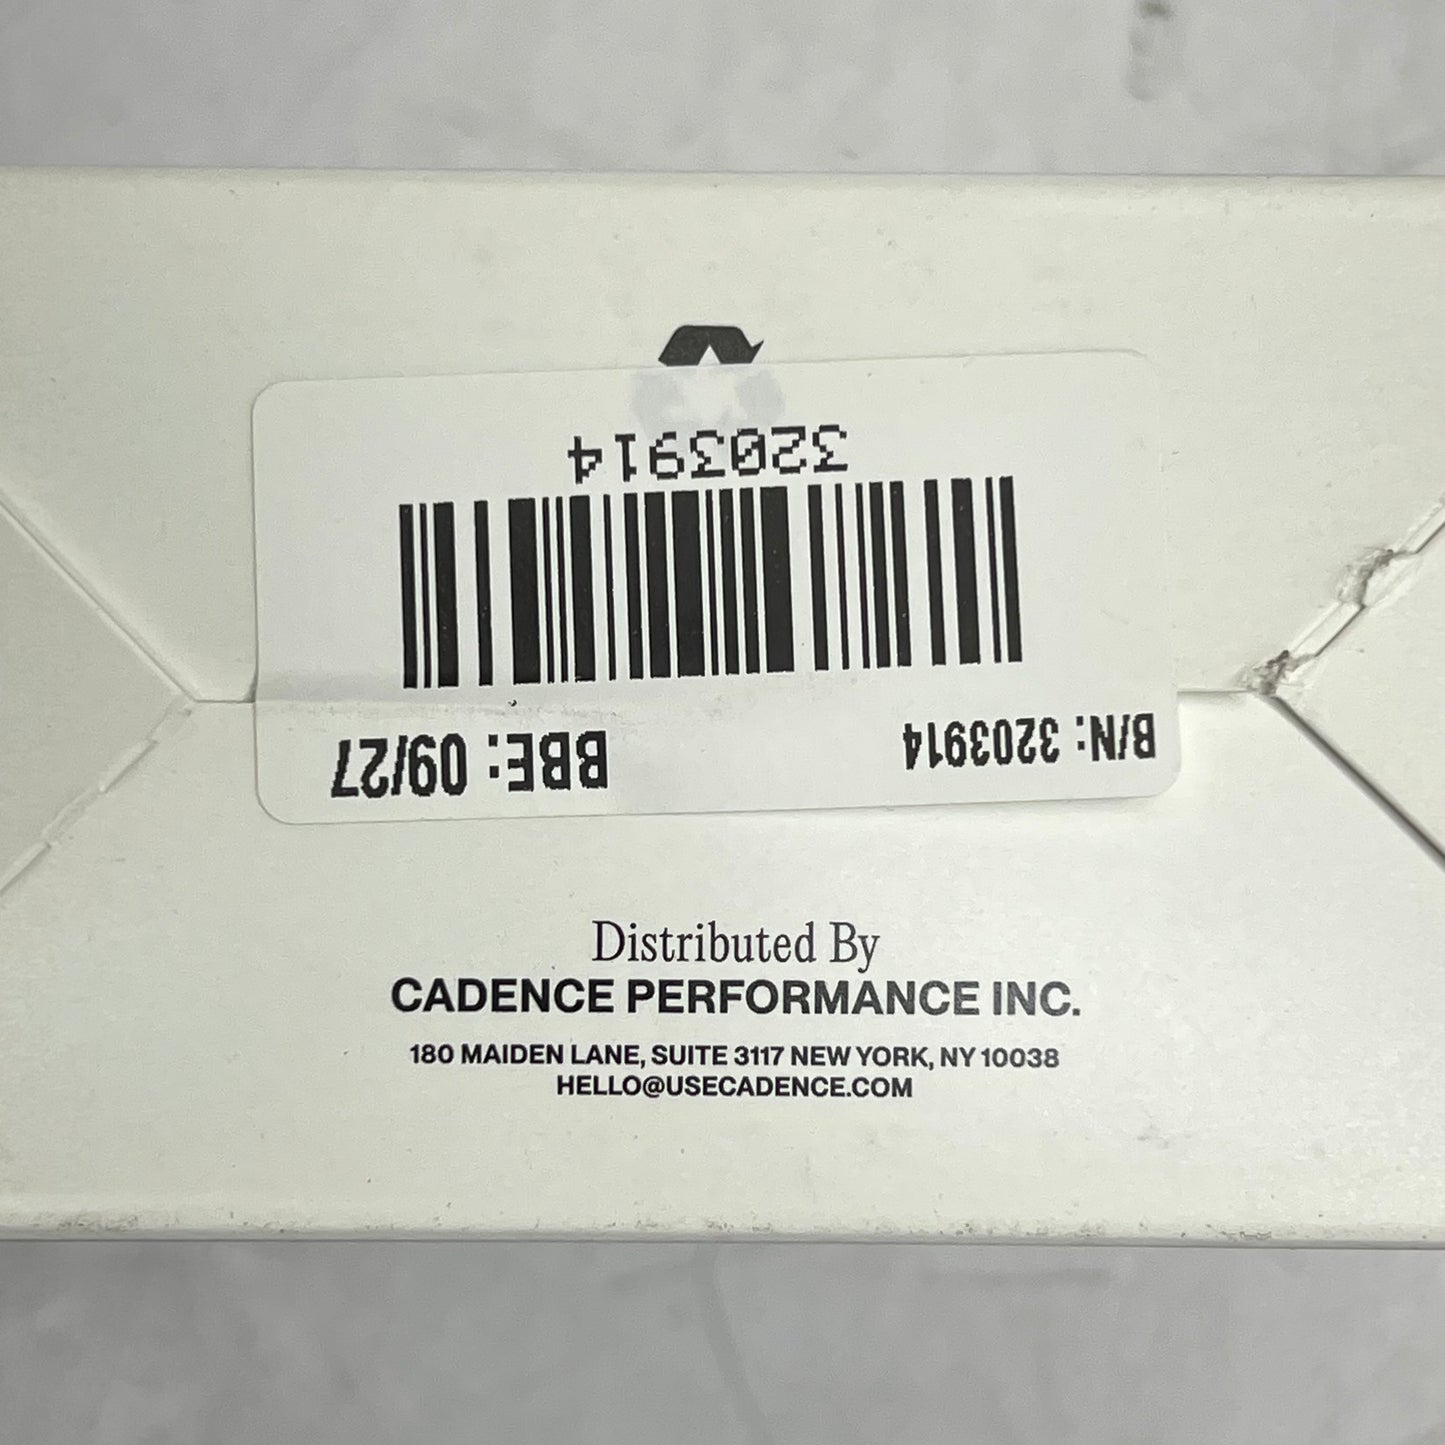 3203914
B/N: 3203914
BBE: 09/27
Distributed By
CADENCE PERFORMANCE INC.
180 MAIDEN LANE, SUITE 3117 NEW YORK, NY 10038
HELLO@USECADENCE.COM